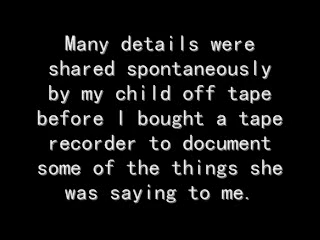 Many details were
shared spontaneously
by my child off tape
before I bought a tape
recorder to document
some of the things she
was saying to me.